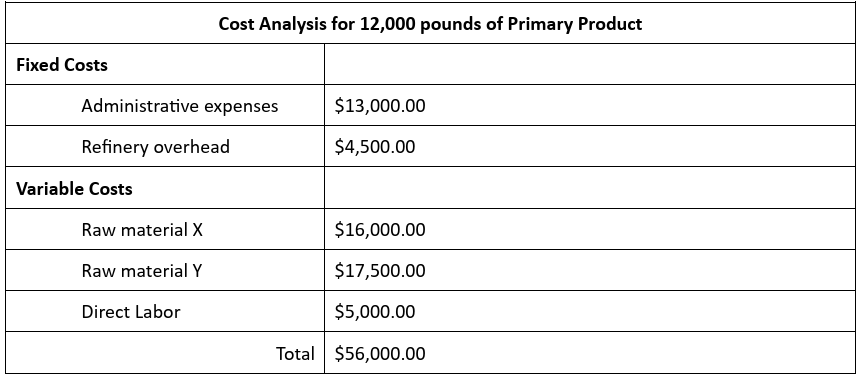 Cost Analysis for 12,000 pounds of Primary Product
Fixed Costs
Administrative expenses $13,000.00
Refinery overhead $4,500.00
Variable Costs
Raw material X $16,000.00
Raw material Y $17,500.00
Direct Labor $5,000.00
Total $56,000.00